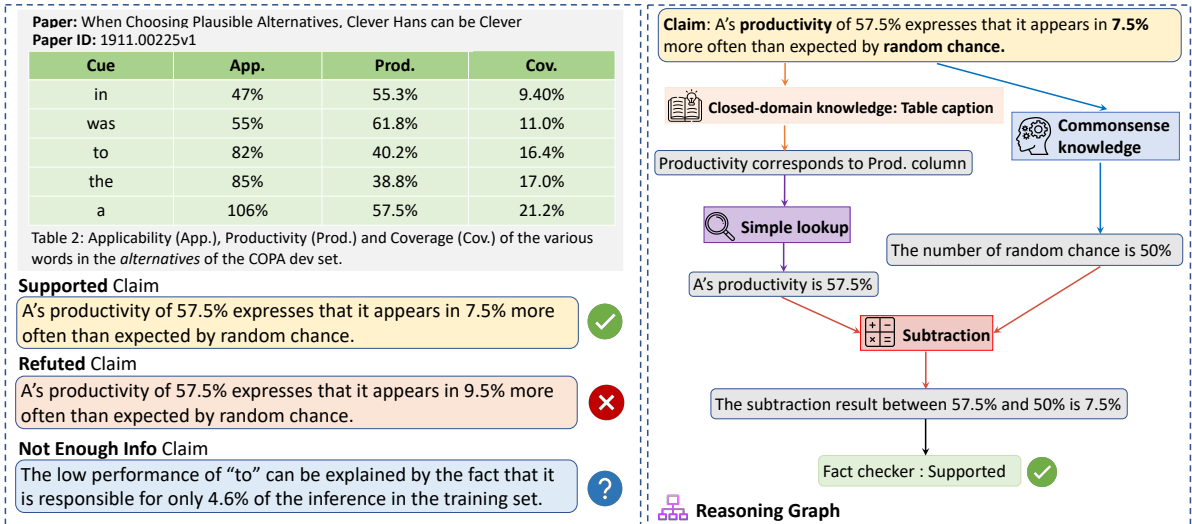 Paper: When Choosing Plausible Alternatives, Clever Hans can be Clever
Paper ID: 1911.00225v1
Cue App. Prod. Cov.
in 47% 55.3% 9.40%
was 55% 61.8% 11.0%
to 82% 40.2% 16.4%
the 85% 38.8% 17.0%
a 106% 57.5% 21.2%
Table 2: Applicability (App.), Productivity (Prod.) and Coverage (Cov.) of the various
words in the alternatives of the COPA dev set.
Supported Claim
A's productivity of 57.5% expresses that it appears in 7.5% more
often than expected by random chance.
Refuted Claim
A's productivity of 57.5% expresses that it appears in 9.5% more
often than expected by random chance.
Not Enough Info Claim
The low performance of "to" can be explained by the fact that it
is responsible for only 4.6% of the inference in the training set.
?
Claim: A's productivity of 57.5% expresses that it appears in 7.5%
more often than expected by random chance.
Closed-domain knowledge: Table caption
Commonsense
knowledge
Productivity corresponds to Prod. column
Simple lookup
The number of random chance is 50%
A's productivity is 57.5%
Subtraction
The subtraction result between 57.5% and 50% is 7.5%
Fact checker : Supported
Reasoning Graph